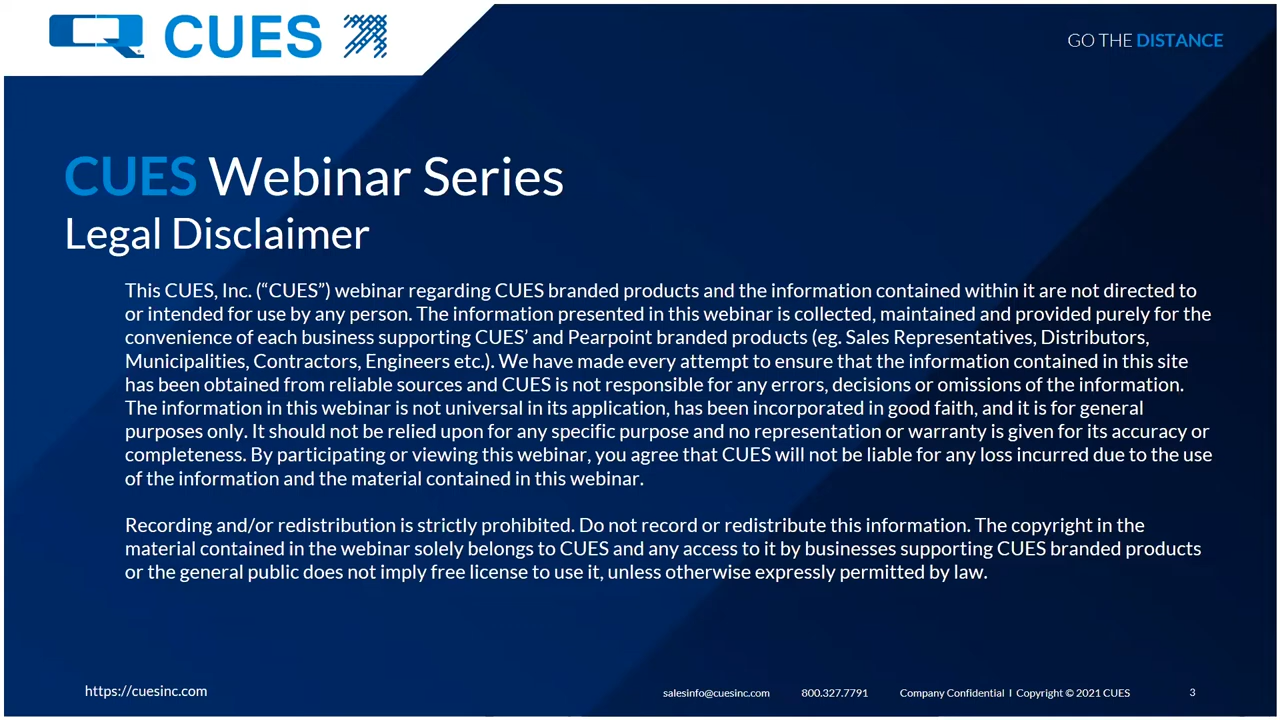 CUES
GO THE DISTANCE
CUES Webinar Series
Legal Disclaimer
This CUES, Inc. (“CUES”) webinar regarding CUES branded products and the information contained within it are not directed to
or intended for use by any person. The information presented in this webinar is collected, maintained and provided purely for the
convenience of each business supporting CUES’ and Pearpoint branded products (eg. Sales Representatives, Distributors,
Municipalities, Contractors, Engineers etc.). We have made every attempt to ensure that the information contained in this site
has been obtained from reliable sources and CUES is not responsible for any errors, decisions or omissions of the information.
The information in this webinar is not universal in its application, has been incorporated in good faith, and it is for general
purposes only. It should not be relied upon for any specific purpose and no representation or warranty is given for its accuracy or
completeness. By participating or viewing this webinar, you agree that CUES will not be liable for any loss incurred due to the use
of the information and the material contained in this webinar.
Recording and/or redistribution is strictly prohibited. Do not record or redistribute this information. The copyright in the
material contained in the webinar solely belongs to CUES and any access to it by businesses supporting CUES branded products
or the general public does not imply free license to use it, unless otherwise expressly permitted by law.
https://cuesinc.com
salesinfo@cuesinc.com 800.327.7791 Company Confidential I Copyright © 2021 CUES 3